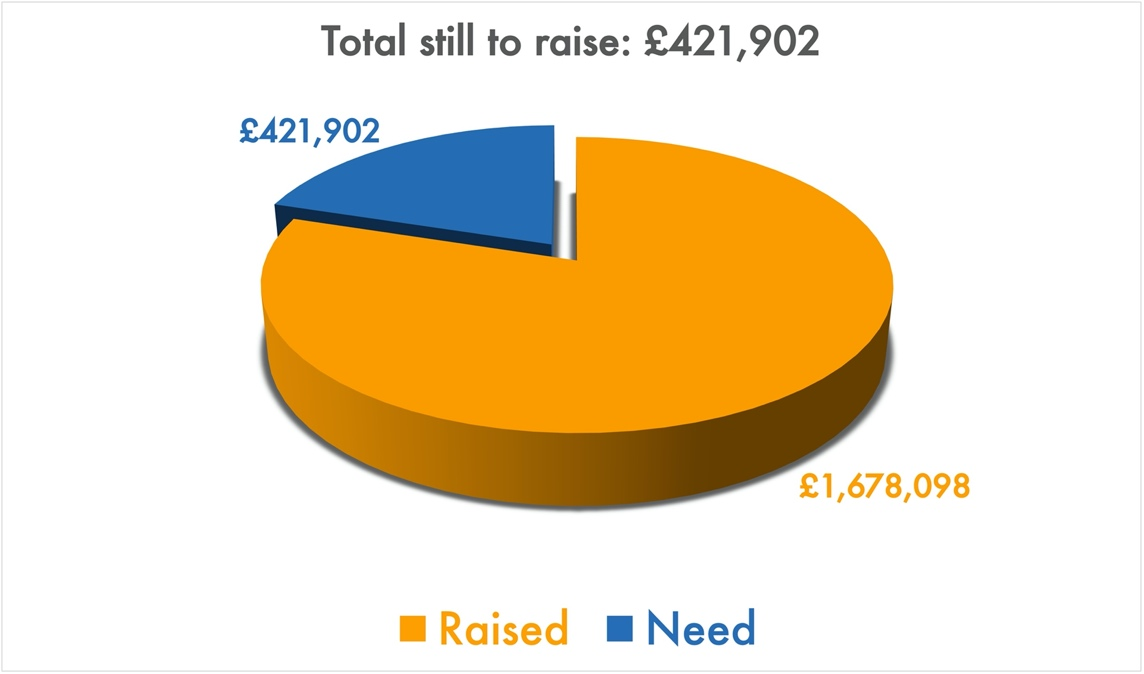 Total still to raise: £421,902
£421,902
£1,678,098
Raised Need